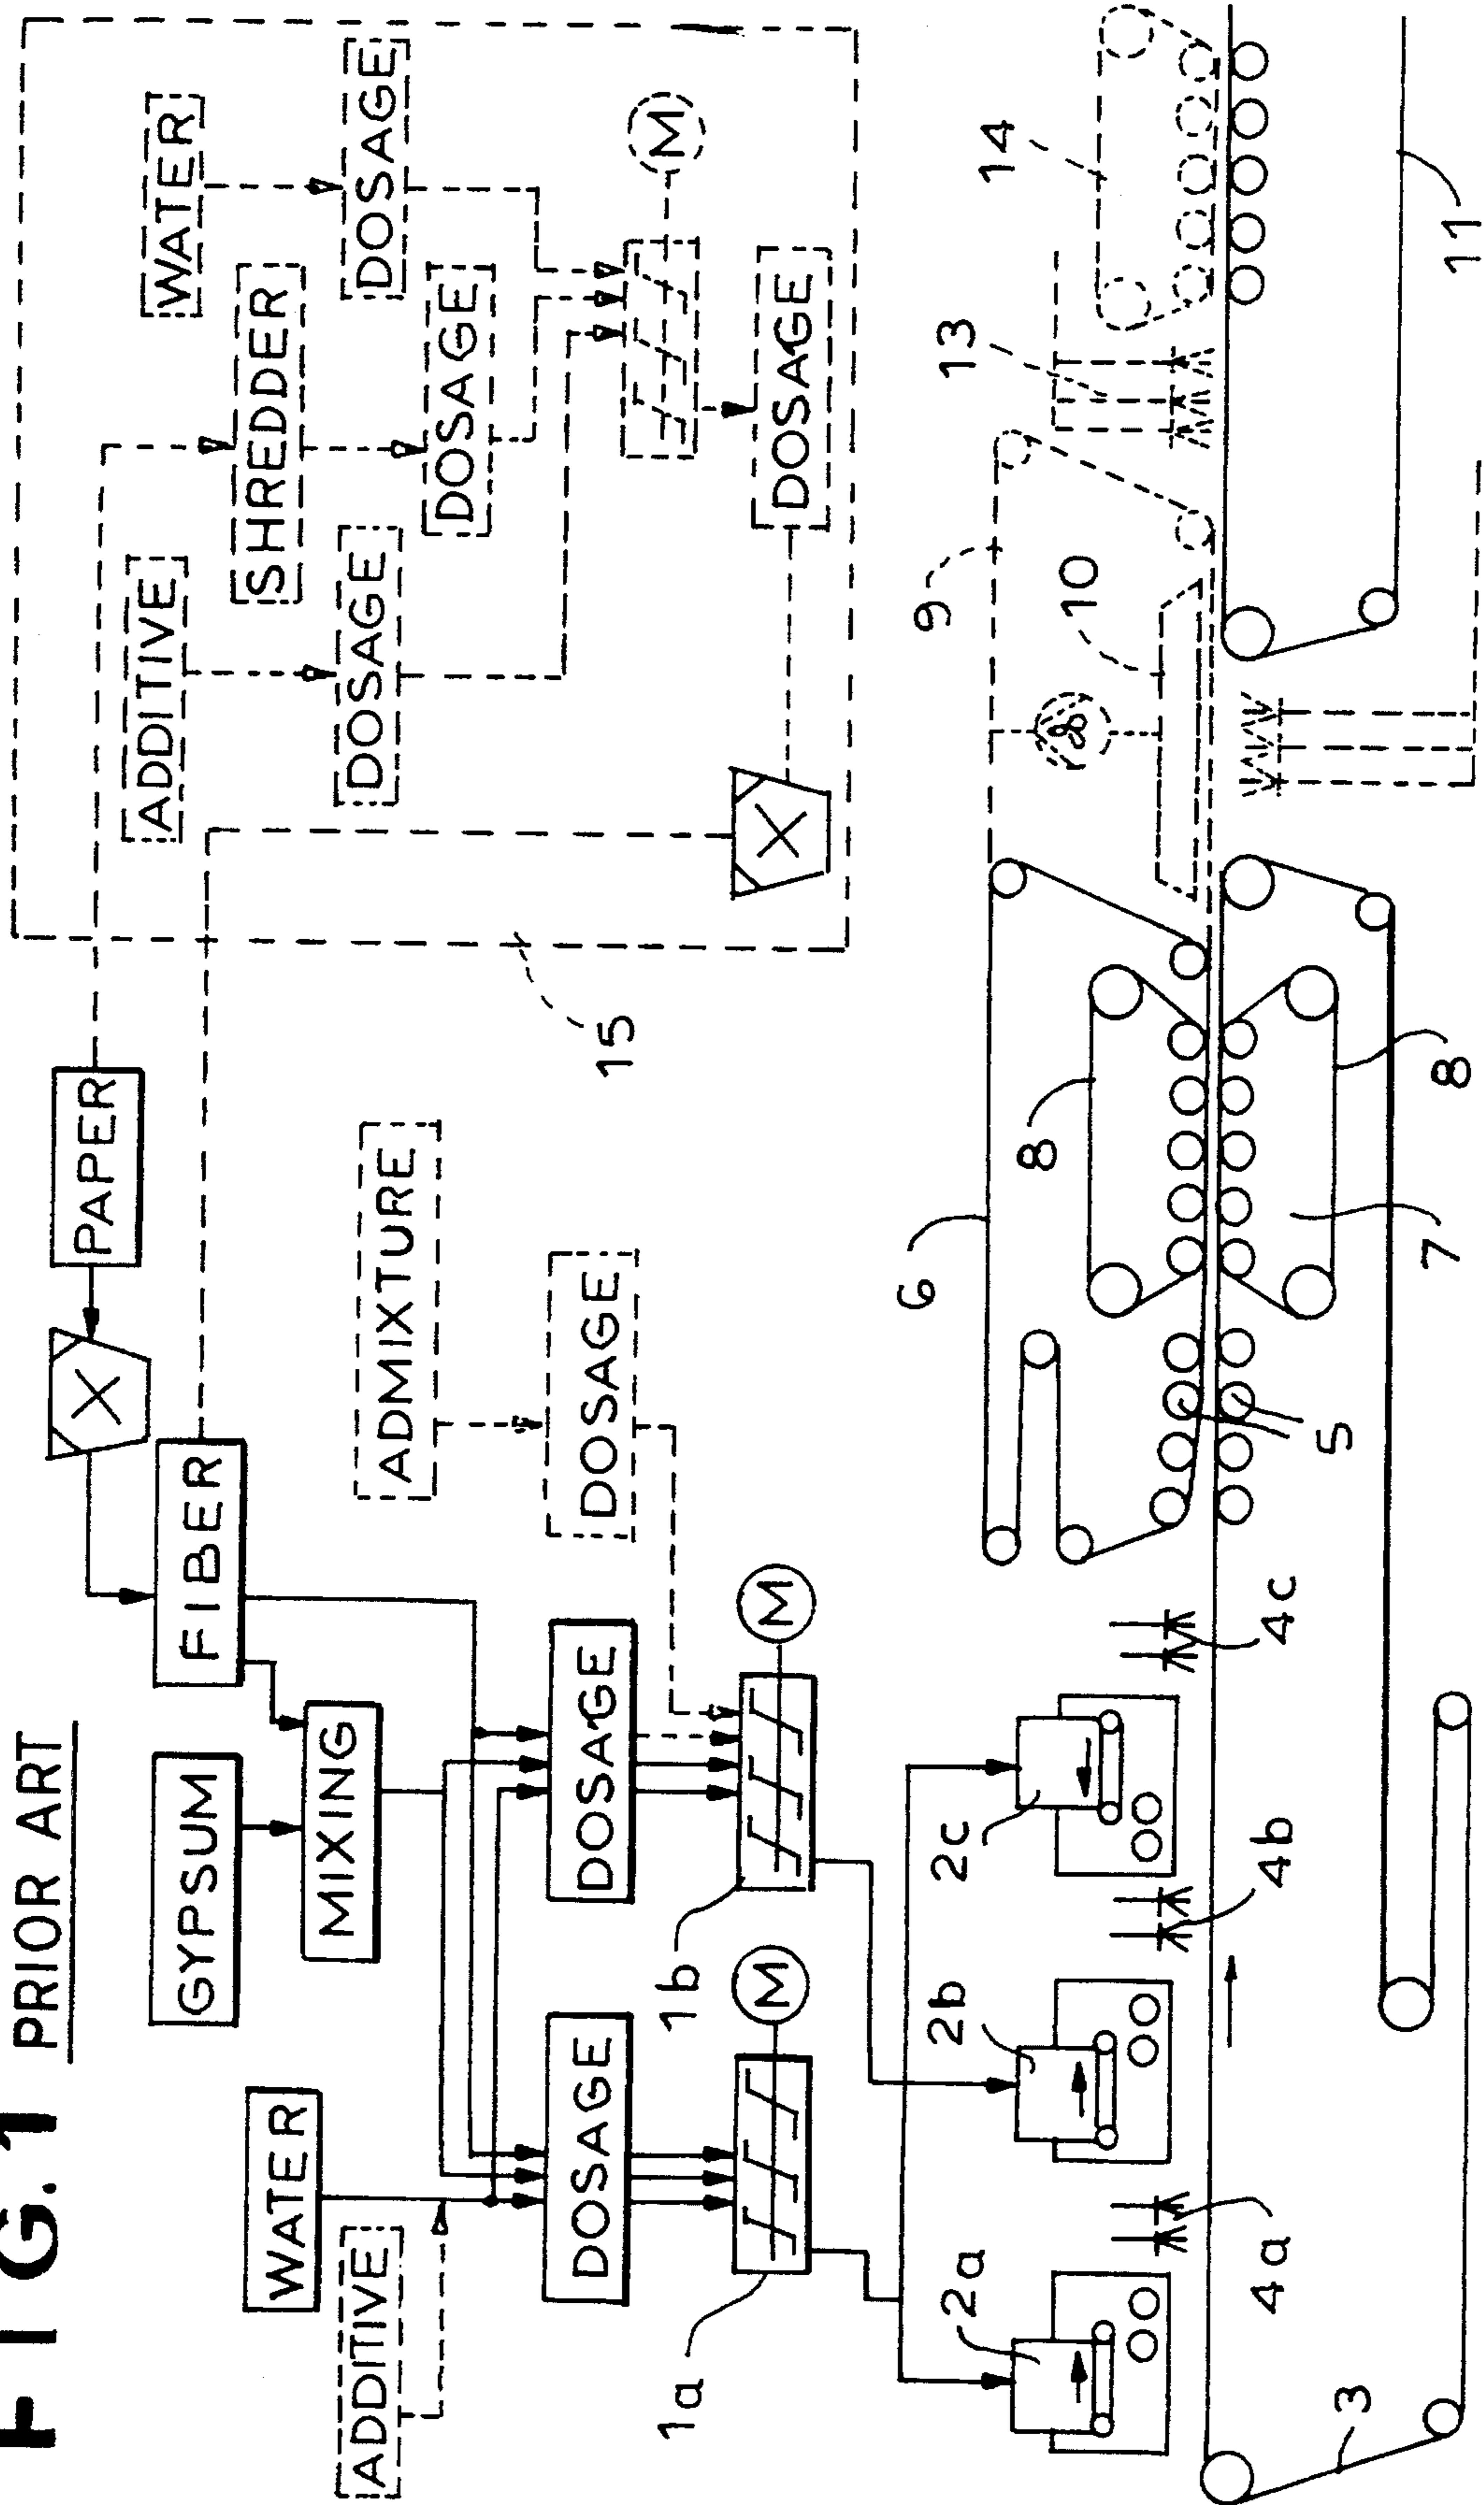 FIG.1 PRIOR ART
PAPER
X
FIBER
GYPSUM
WATER
MIXING
ADDITIVE
ADMIXTURE
DOSAGE
DOSAGE
DOSAGE
1a
M
1b
M
15
ADDITIVE
WATER
SHREDDER
DOSAGE
DOSAGE
DOSAGE
M
DOSAGE
X
2a
2b
2c
6
8
9
10
13
14
3
4a
4b
4c
5
7
8
11